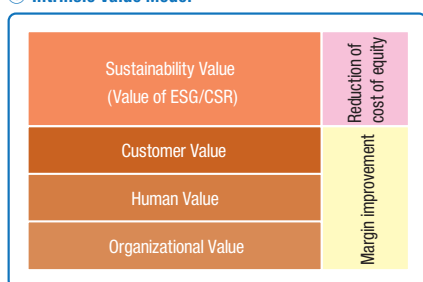 Intrinsic Value Model
Sustainability Value
(Value of ESG/CSR)
Reduction of
cost of equity
Customer Value
Human Value
Organizational Value
Margin improvement